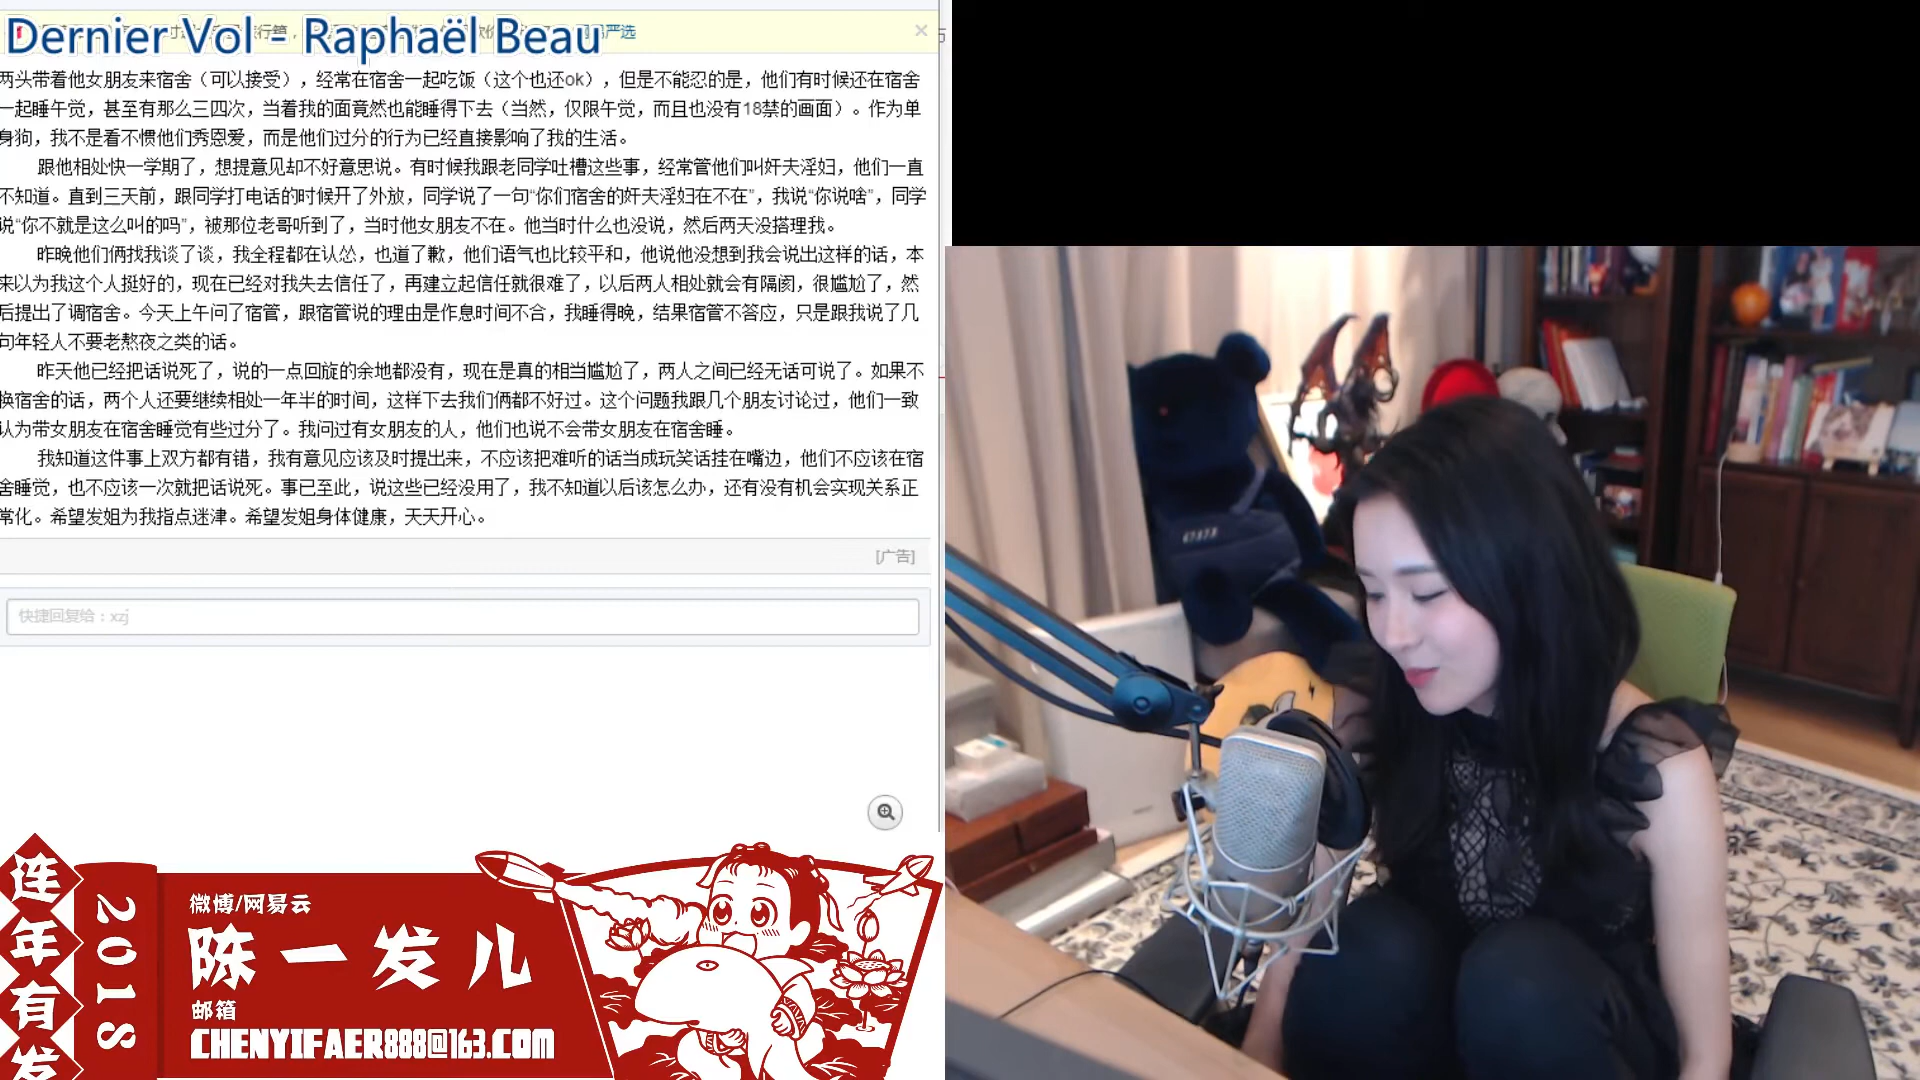 Dernier Vol - Raphaël Beau
严选
两头带着他女朋友来宿舍（可以接受），经常在宿舍一起吃饭（这个也还ok），但是不能忍的是，他们有时候还在宿舍
一起睡午觉，甚至有那么三四次，当着我的面竟然也能睡得下去（当然，仅限午觉，而且也没有18禁的画面）。作为单
身狗，我不是看不惯他们秀恩爱，而是他们过分的行为已经直接影响了我的生活。
跟他相处快一学期了，想提意见却不好意思说。有时候我跟老同学吐槽这些事，经常管他们叫奸夫淫妇，他们一直
不知道。直到三天前，跟同学打电话的时候开了外放，同学说了一句“你们宿舍的奸夫淫妇在不在”，我说“你说啥”，同学
说“你不就是这么叫的吗”，被那位老哥听到了，当时他女朋友不在。他当时什么也没说，然后两天没搭理我。
昨晚他们俩找我谈了谈，我全程都在认怂，也道了歉，他们语气也比较平和，他说他没想到我会说出这样的话，本
来以为我这个人挺好的，现在已经对我失去信任了，再建立起信任就很难了，以后两人相处就会有隔阂，很尴尬了，然
后提出了调宿舍。今天上午问了宿管，跟宿管说的理由是作息时间不合，我睡得晚，结果宿管不答应，只是跟我说了几
句年轻人不要老熬夜之类的话。
昨天他已经把话说死了，说的一点回旋的余地都没有，现在是真的相当尴尬了，两人之间已经无话可说了。如果不
换宿舍的话，两个人还要继续相处一年半的时间，这样下去我们俩都不好过。这个问题我跟几个朋友讨论过，他们一致
认为带女朋友在宿舍睡觉有些过分了。我问过有女朋友的人，他们也说不会带女朋友在宿舍睡。
我知道这件事上双方都有错，我有意见应该及时提出来，不应该把难听的话当成玩笑话挂在嘴边，他们不应该在宿
舍睡觉，也不应该一次就把话说死。事已至此，说这些已经没用了，我不知道以后该怎么办，还有没有机会实现关系正
常化。希望发姐为我指点迷津。希望发姐身体健康，天天开心。
[广告]
快捷回复给：xzj
连年有发
2018
微博/网易云
陈一发儿
邮箱
CHENYIFAER888@163.COM